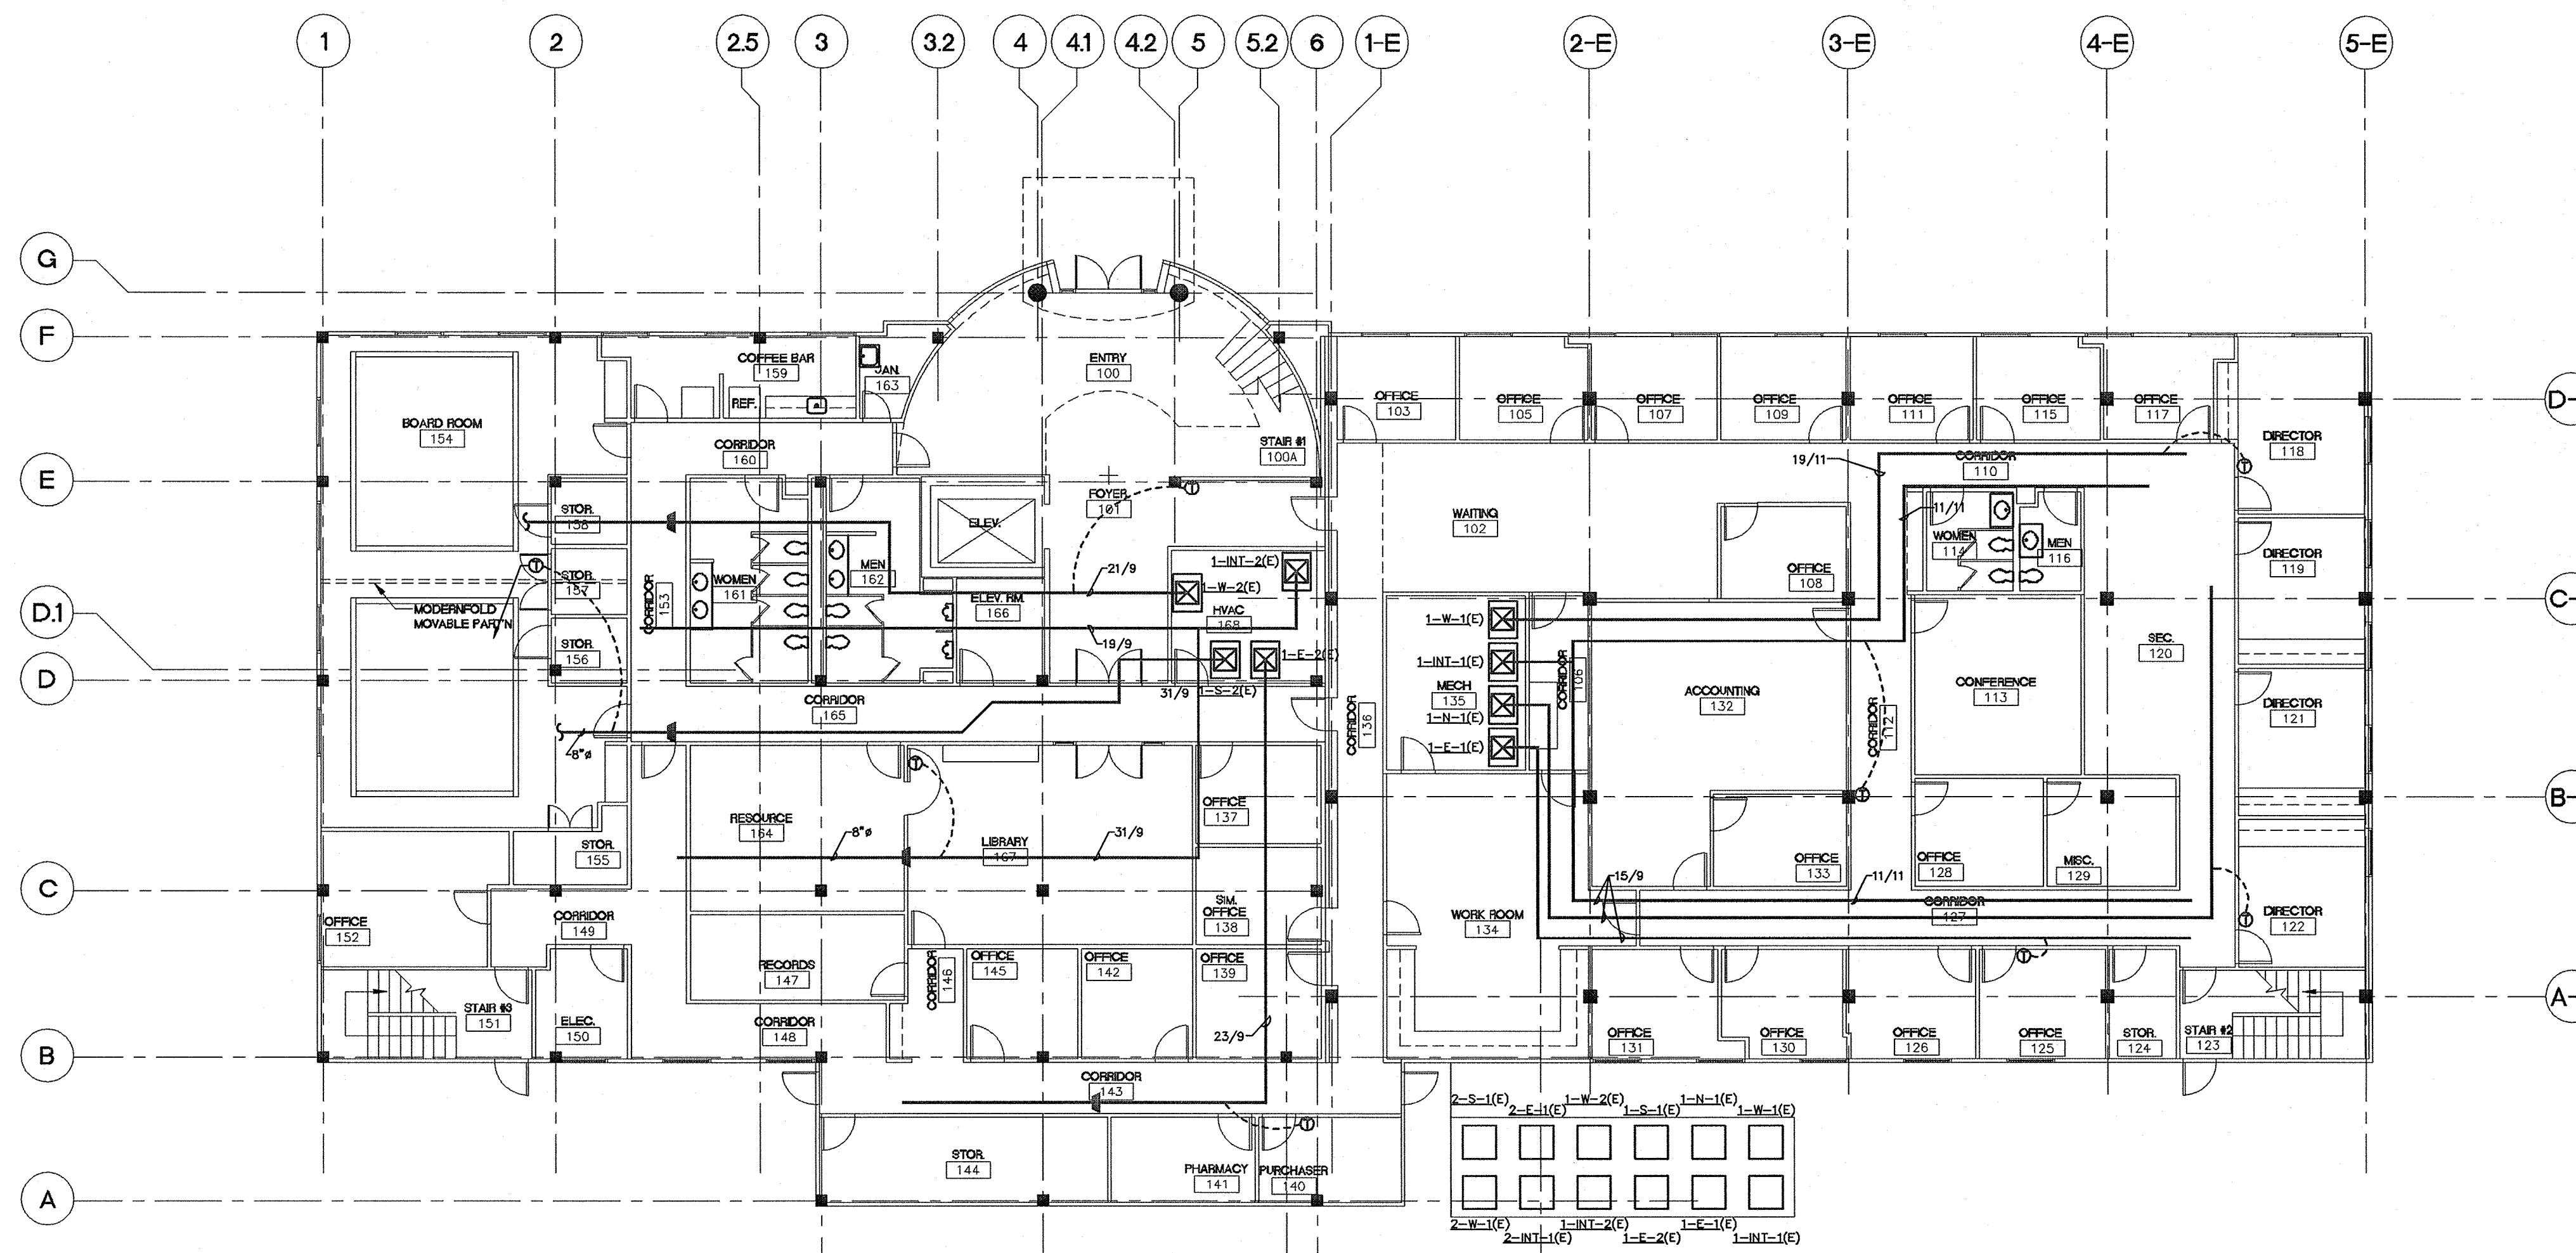 1 2 2.5 3 3.2 4 4.1 4.2 5 5.2 6 1-E 2-E 3-E 4-E 5-E
G
F
E
D.1
D
C
B
A
D-
C-
B-
A-
COFFEE BAR
159
JAN.
163
REF.
ENTRY
100
OFFICE
103
OFFICE
105
OFFICE
107
OFFICE
109
OFFICE
111
OFFICE
115
OFFICE
117
BOARD ROOM
154
CORRIDOR
160
STAIR #1
100A
DIRECTOR
118
19/11
CORRIDOR
110
STOR.
158
ELEV.
FOYER
101
T
T
WAITING
102
11/11
WOMEN
114
MEN
116
DIRECTOR
119
T
STOR.
157
MODERNFOLD
MOVABLE PART'N
CORRIDOR
153
WOMEN
161
MEN
162
ELEV. RM.
166
21/9
1-INT-2(E)
1-W-2(E)
HVAC
168
19/9
OFFICE
108
1-W-1(E)
1-INT-1(E)
MECH
135
1-N-1(E)
1-E-1(E)
STOR.
156
1-E-2(E)
31/9
1-S-2(E)
CORRIDOR
165
8"ø
CORRIDOR
136
CORRIDOR
106
ACCOUNTING
132
CORRIDOR
112
CONFERENCE
113
SEC.
120
DIRECTOR
121
T
T
RESOURCE
164
8"ø
LIBRARY
167
31/9
OFFICE
137
STOR.
155
OFFICE
133
OFFICE
128
MISC.
129
15/9
11/11
CORRIDOR
127
OFFICE
152
CORRIDOR
149
SIM.
OFFICE
138
WORK ROOM
134
DIRECTOR
122
T
T
RECORDS
147
CORRIDOR
146
OFFICE
145
OFFICE
142
OFFICE
139
STAIR #3
151
ELEC.
150
CORRIDOR
148
23/9
OFFICE
131
OFFICE
130
OFFICE
126
OFFICE
125
STOR.
124
STAIR #2
123
CORRIDOR
143
T
STOR.
144
PHARMACY
141
PURCHASER
140
2-S-1(E) 1-W-2(E) 1-N-1(E)
2-E-1(E) 1-S-1(E) 1-W-1(E)
2-W-1(E) 1-INT-2(E) 1-E-1(E)
2-INT-1(E) 1-E-2(E) 1-INT-1(E)